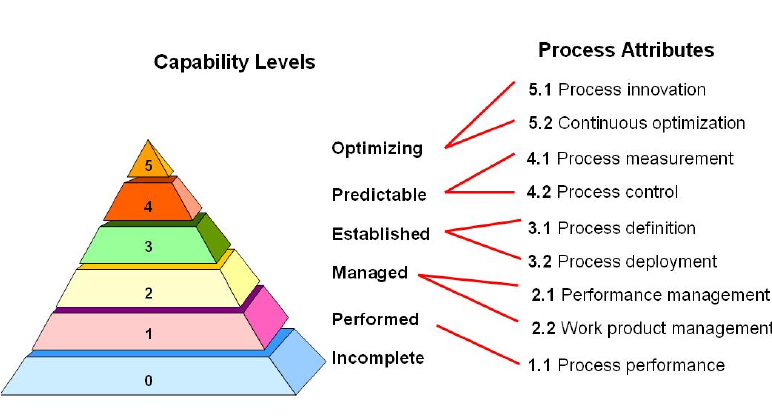 Process Attributes
Capability Levels
5.1 Process innovation
5.2 Continuous optimization
Optimizing
5
4.1 Process measurement
Predictable
4.2 Process control
4
Established
3.1 Process definition
3
3.2 Process deployment
Managed
2.1 Performance management
2
Performed
2.2 Work product management
1
Incomplete
1.1 Process performance
0